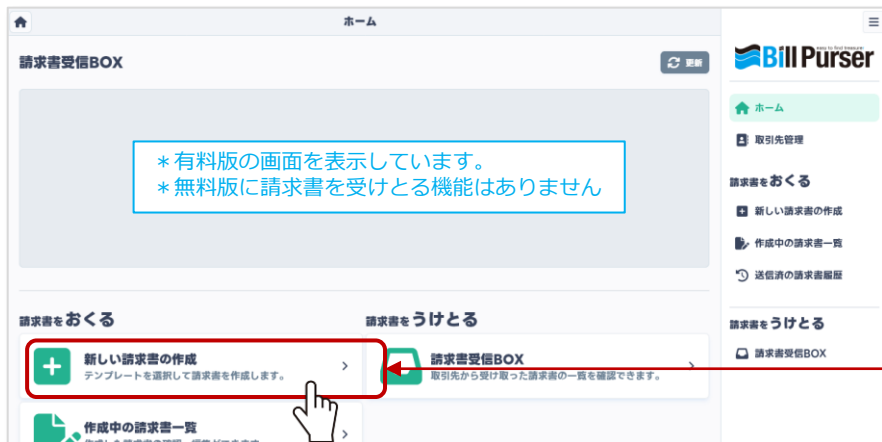 ホーム
請求書受信BOX
更新
＊有料版の画面を表示しています。
＊無料版に請求書を受けとる機能はありません
請求書をおくる
新しい請求書の作成
テンプレートを選択して請求書を作成します。
作成中の請求書一覧
請求書をうけとる
請求書受信BOX
取引先から受け取った請求書の一覧を確認できます。
Bill Purser
ホーム
取引先管理
請求書をおくる
新しい請求書の作成
作成中の請求書一覧
送信済の請求書履歴
請求書をうけとる
請求書受信BOX